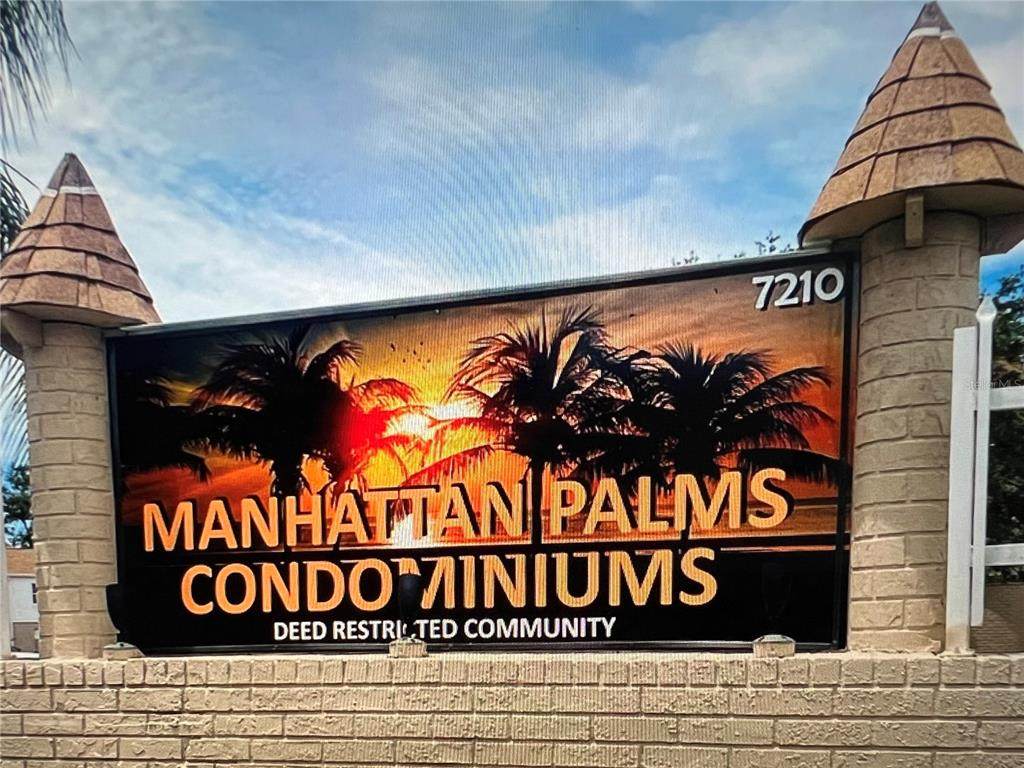 7210
MANHATTAN PALMS
CONDOMINIUMS
DEED RESTRICTED COMMUNITY